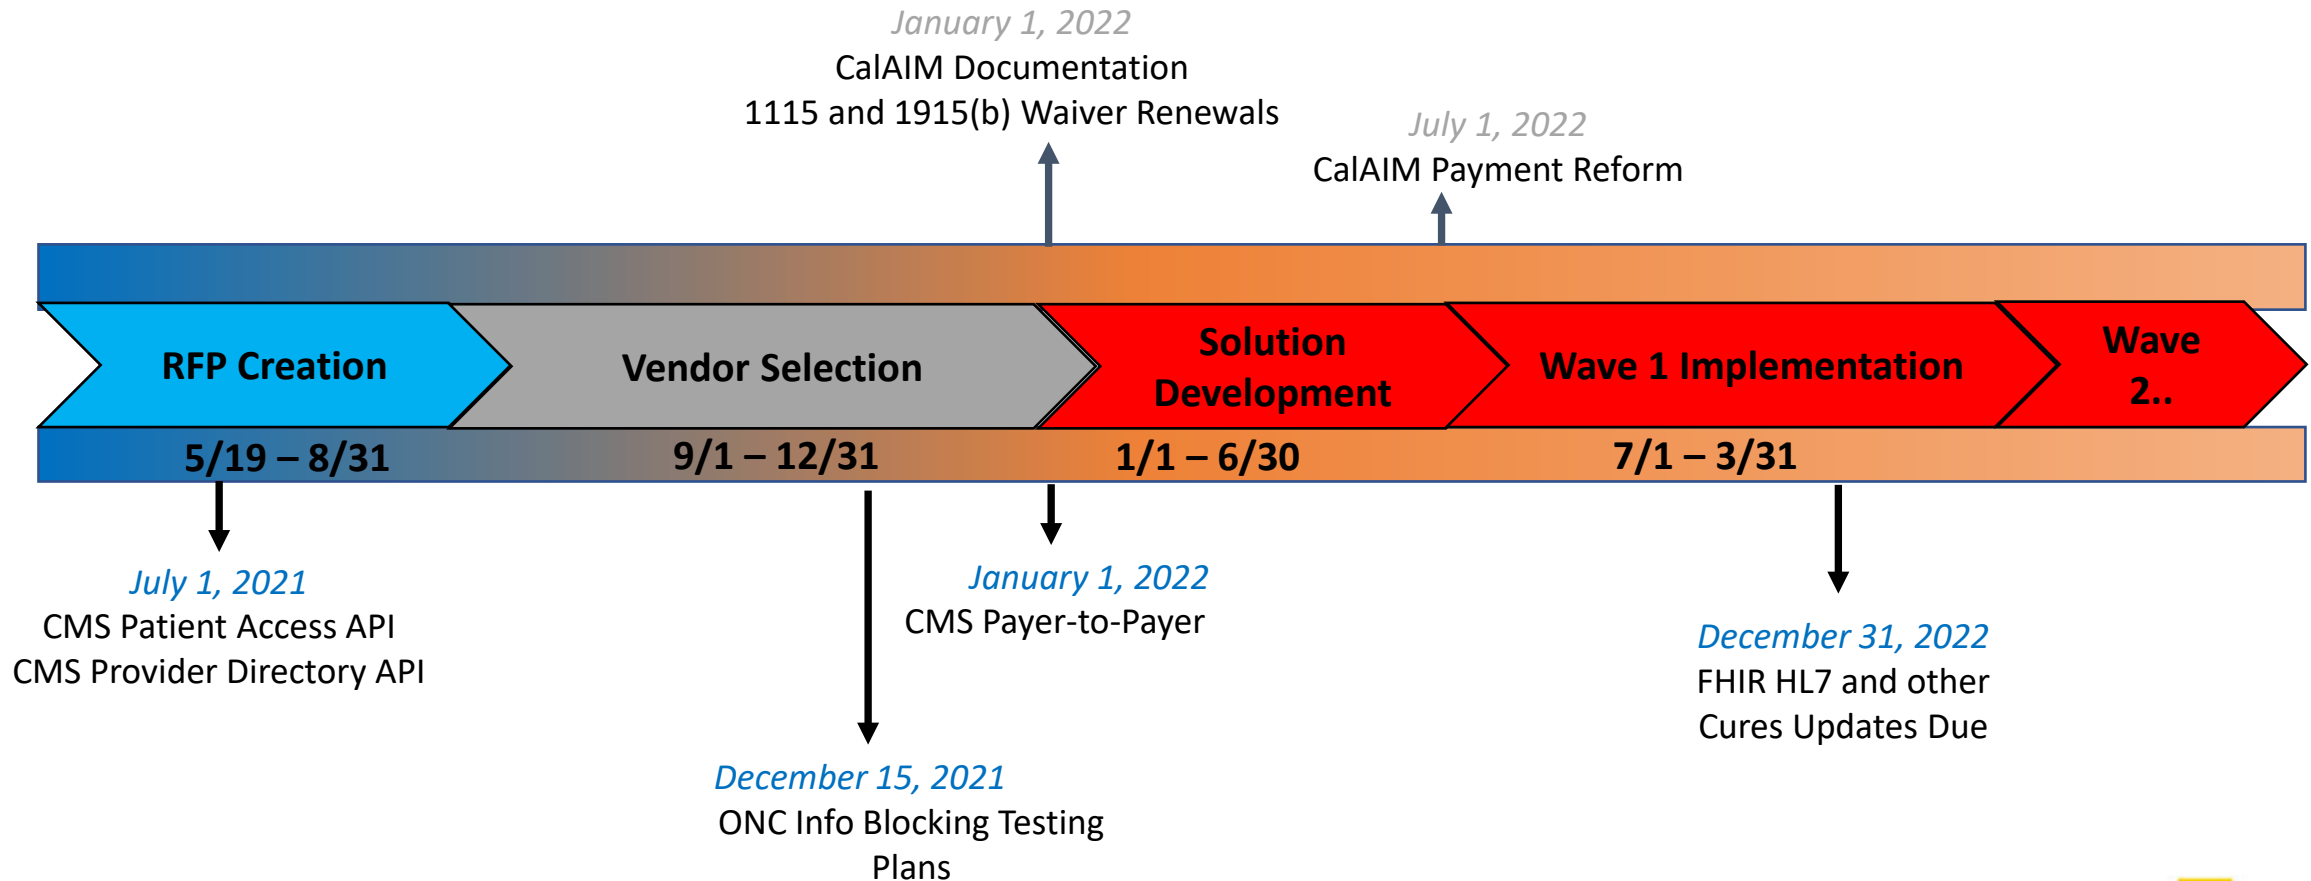 January 1, 2022
CalAIM Documentation
1115 and 1915(b) Waiver Renewals
July 1, 2022
CalAIM Payment Reform
RFP Creation
Vendor Selection
Solution
Development
Wave 1 Implementation
Wave
2..
5/19 – 8/31
9/1 – 12/31
1/1 – 6/30
7/1 – 3/31
July 1, 2021
CMS Patient Access API
CMS Provider Directory API
December 15, 2021
ONC Info Blocking Testing
Plans
January 1, 2022
CMS Payer-to-Payer
December 31, 2022
FHIR HL7 and other
Cures Updates Due